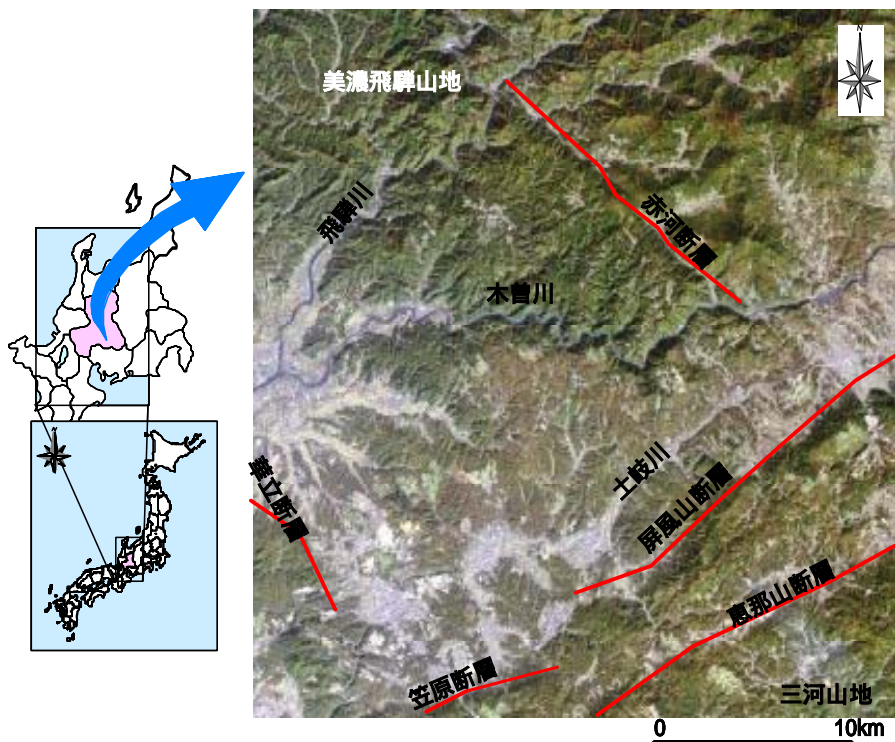 N
美濃飛騨山地
飛騨川
赤河断層
木曽川
土岐川
華立断層
屏風山断層
恵那山断層
笠原断層
三河山地
0 10km